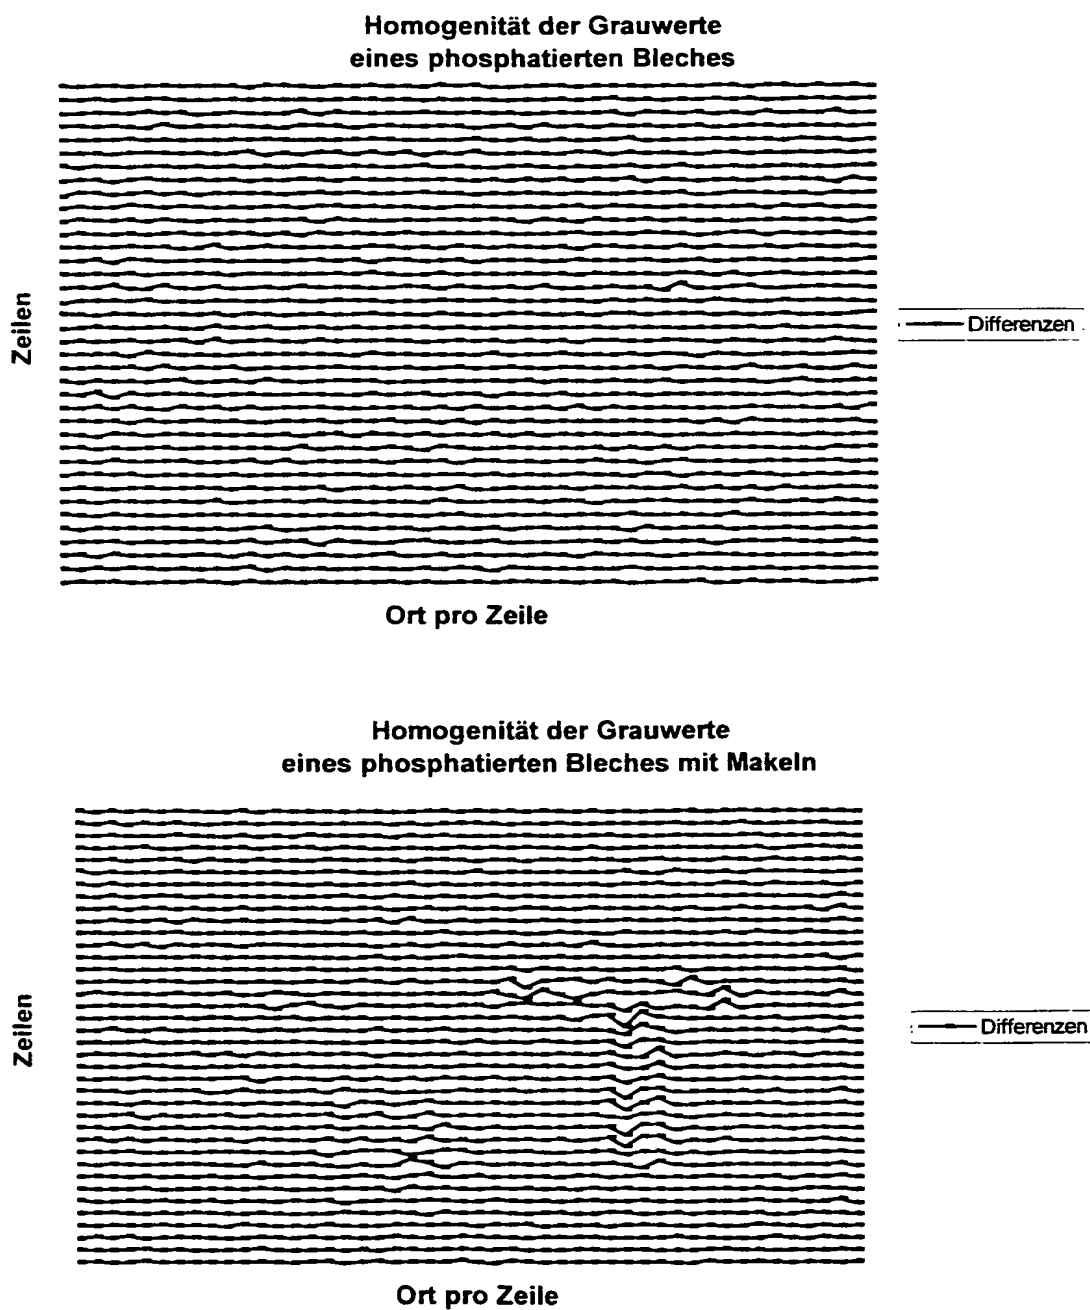 Homogenität der Grauwerte
eines phosphatierten Bleches
Zeilen
Differenzen
Ort pro Zeile
Homogenität der Grauwerte
eines phosphatierten Bleches mit Makeln
Zeilen
Differenzen
Ort pro Zeile